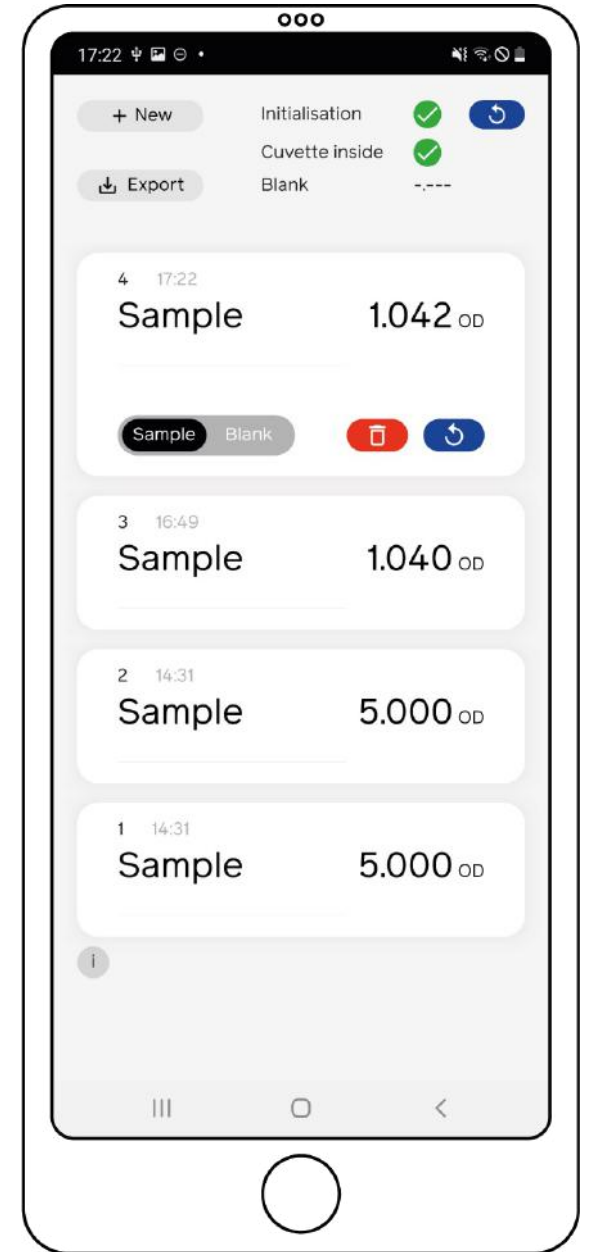 17:22
+ New Initialisation
Cuvette inside
Export Blank -.---
4 17:22
Sample 1.042 OD
Sample Blank
3 16:49
Sample 1.040 OD
2 14:31
Sample 5.000 OD
1 14:31
Sample 5.000 OD
i